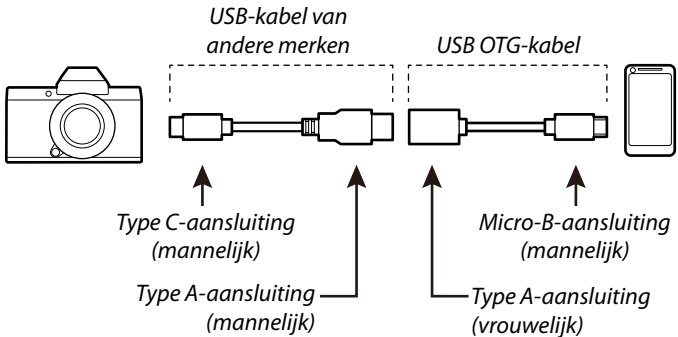 USB-kabel van
andere merken
USB OTG-kabel
Type C-aansluiting
(mannelijk)
Micro-B-aansluiting
(mannelijk)
Type A-aansluiting
(mannelijk)
Type A-aansluiting
(vrouwelijk)